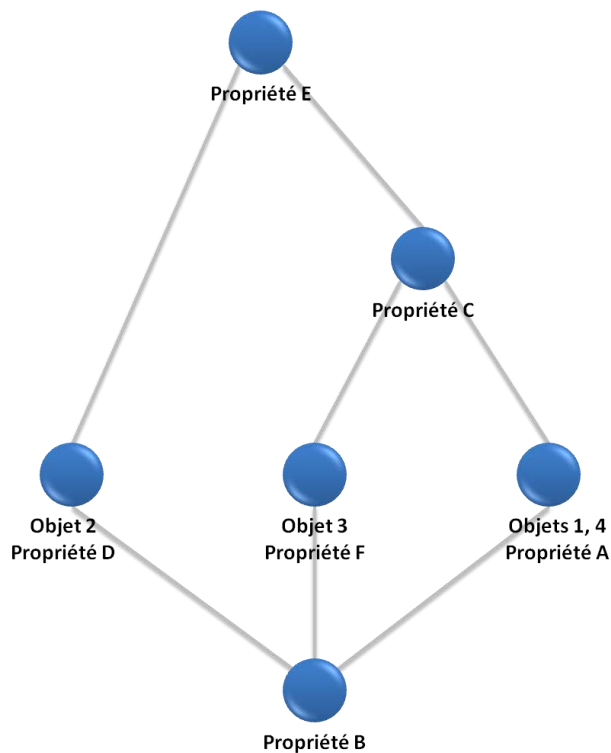 Propriété E
Propriété C
Objet 2
Propriété D
Objet 3
Propriété F
Objets 1, 4
Propriété A
Propriété B